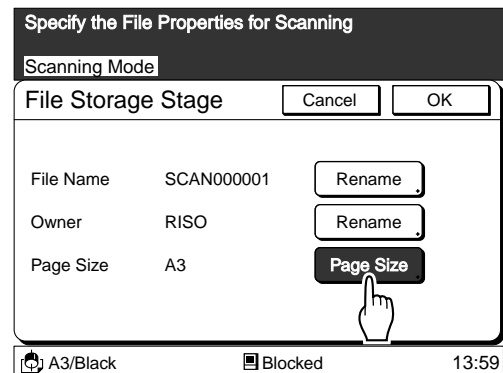 Specify the File Properties for Scanning
Scanning Mode
File Storage Stage Cancel OK
File Name SCAN000001 Rename
Owner RISO Rename
Page Size A3 Page Size
A3/Black Blocked 13:59